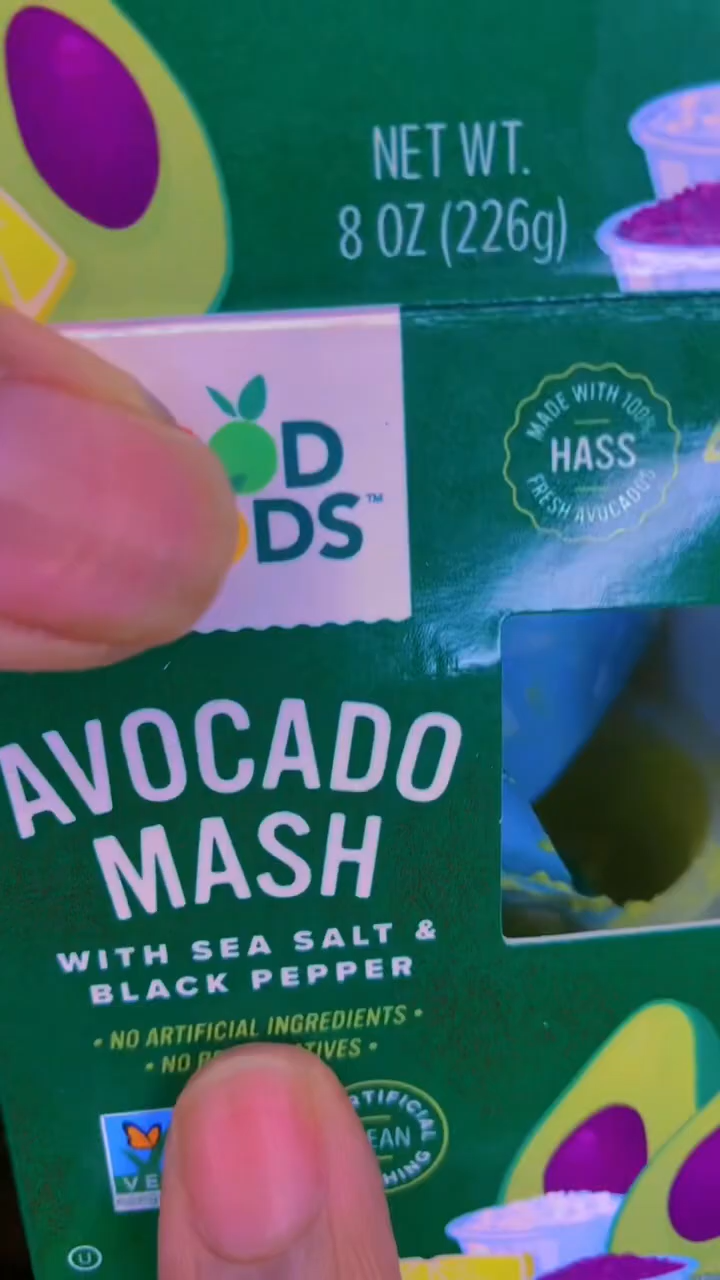 NET WT.
8 OZ (226g)
D
DS™
MADE WITH 100%
HASS
FRESH AVOCADOS
AVOCADO
MASH
WITH SEA SALT &
BLACK PEPPER
• NO ARTIFICIAL INGREDIENTS •
• NO
U